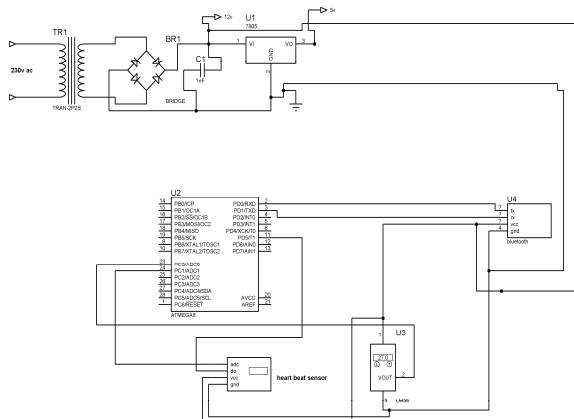 12v
5v
TR1
BR1
U1
7805
1
VI
VO
3
GND
2
230v ac
C1
1nF
TRAN-2P2S
BRIDGE
U2
14 PB0/ICP PD0/RXD 2
15 PB1/OC1A PD1/TXD 3
16 PB2/SS/OC1B PD2/INT0 4
17 PB3/MOSI/OC2 PD3/INT1 5
18 PB4/MISO PD4/XCK/T0 6
19 PB5/SCK PD5/T1 11
9 PB6/XTAL1/TOSC1 PD6/AIN0 12
10 PB7/XTAL2/TOSC2 PD7/AIN1 13
23 PC0/ADC0
24 PC1/ADC1
25 PC2/ADC2
26 PC3/ADC3
27 PC4/ADC4/SDA AVCC 20
28 PC5/ADC5/SCL AREF 21
1 PC6/RESET
ATMEGA8
U4
? tx
? rx
? vcc
4 gnd
bluetooth
1
U3
27.0
VOUT 2
3
LM35
adc
do
vcc
gnd
heart beat sensor